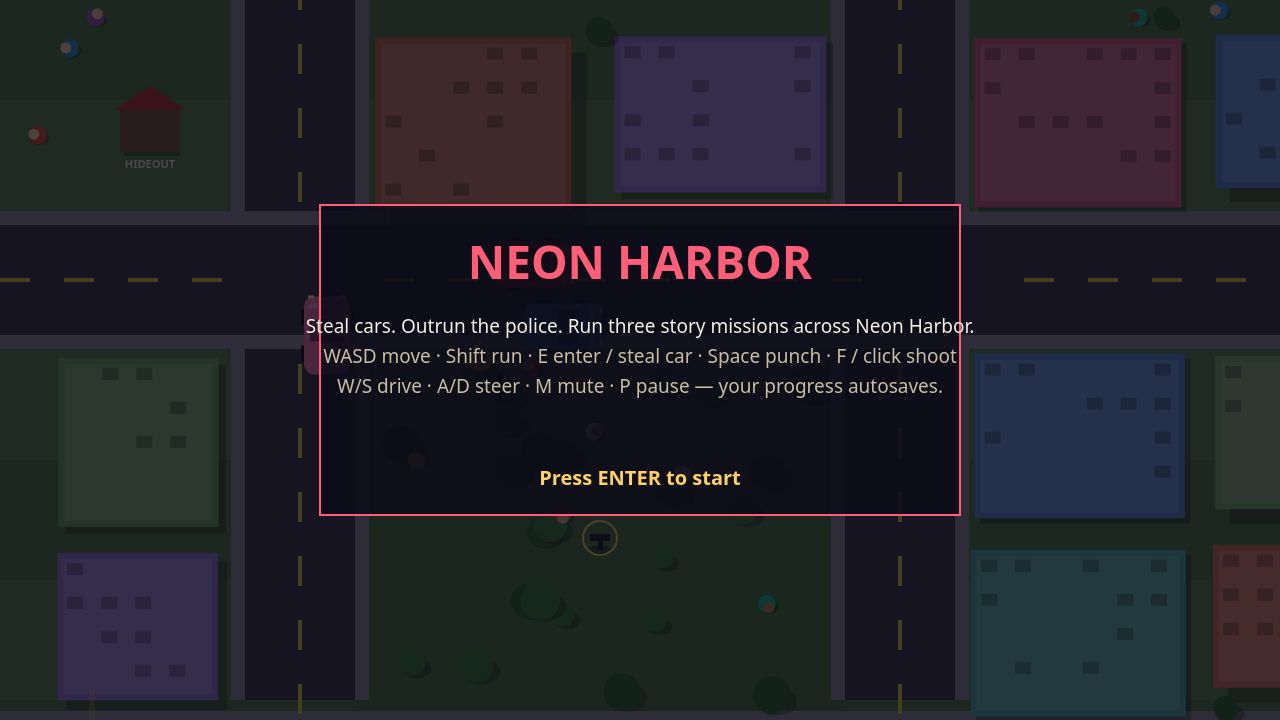 HIDEOUT
NEON HARBOR
Steal cars. Outrun the police. Run three story missions across Neon Harbor.
WASD move · Shift run · E enter / steal car · Space punch · F / click shoot
W/S drive · A/D steer · M mute · P pause — your progress autosaves.
Press ENTER to start